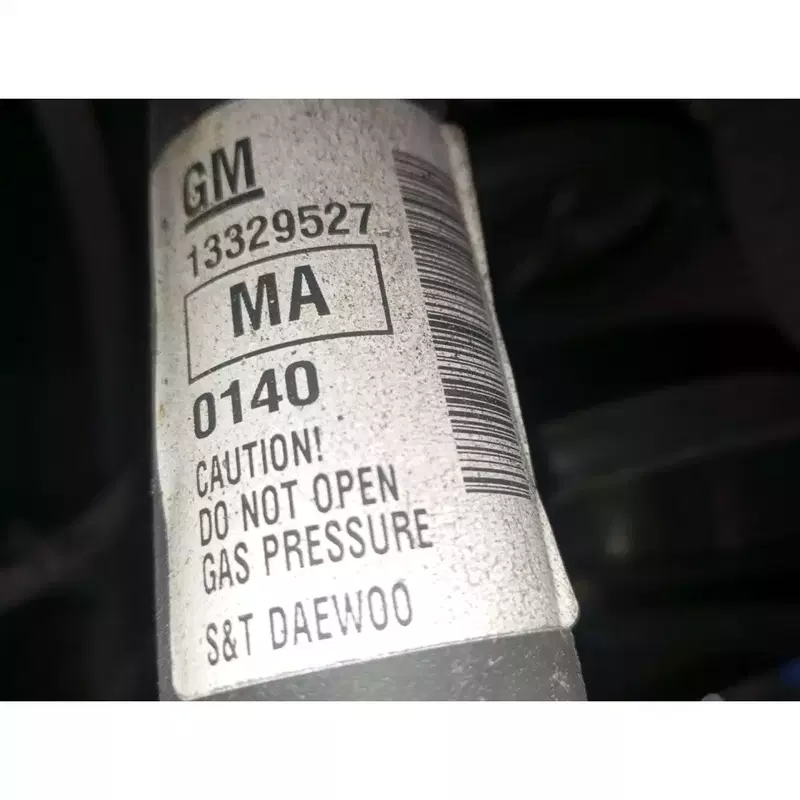 GM
13329527
MA
0140
CAUTION!
DO NOT OPEN
GAS PRESSURE
S&T DAEWOO